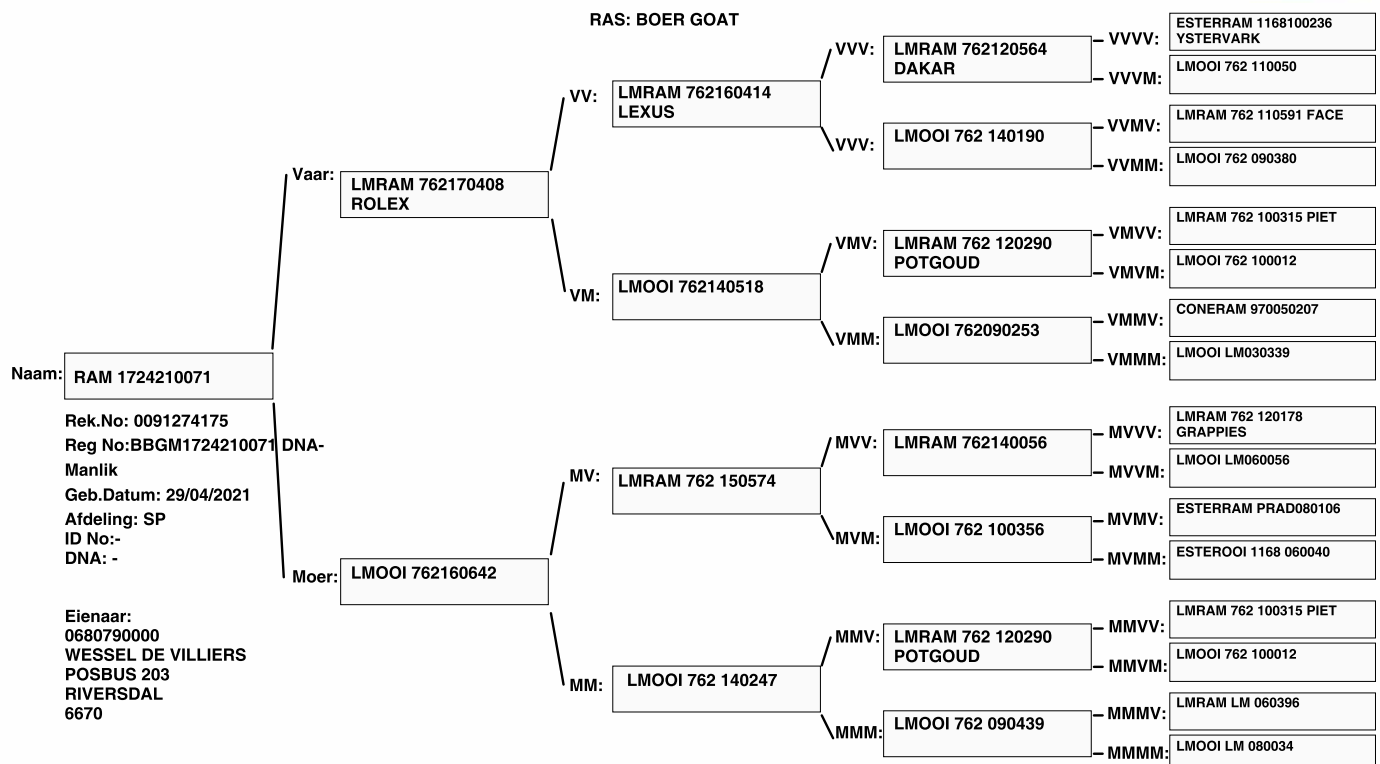 RAS: BOER GOAT
Naam:
RAM 1724210071
Rek.No: 0091274175
Reg No:BBGM1724210071 DNA-
Manlik
Geb.Datum: 29/04/2021
Afdeling: SP
ID No:-
DNA: -
Eienaar:
0680790000
WESSEL DE VILLIERS
POSBUS 203
RIVERSDAL
6670
Vaar:
LMRAM 762170408
ROLEX
Moer:
LMOOI 762160642
VV:
LMRAM 762160414
LEXUS
VM:
LMOOI 762140518
MV:
LMRAM 762 150574
MM:
LMOOI 762 140247
VVV:
LMRAM 762120564
DAKAR
VVV:
LMOOI 762 140190
VMV:
LMRAM 762 120290
POTGOUD
VMM:
LMOOI 762090253
MVV:
LMRAM 762140056
MVM:
LMOOI 762 100356
MMV:
LMRAM 762 120290
POTGOUD
MMM:
LMOOI 762 090439
VVVV:
ESTERRAM 1168100236
YSTERVARK
VVVM:
LMOOI 762 110050
VVMV:
LMRAM 762 110591 FACE
VVMM:
LMOOI 762 090380
VMVV:
LMRAM 762 100315 PIET
VMVM:
LMOOI 762 100012
VMMV:
CONERAM 970050207
VMMM:
LMOOI LM030339
MVVV:
LMRAM 762 120178
GRAPPIES
MVVM:
LMOOI LM060056
MVMV:
ESTERRAM PRAD080106
MVMM:
ESTEROOI 1168 060040
MMVV:
LMRAM 762 100315 PIET
MMVM:
LMOOI 762 100012
MMMV:
LMRAM LM 060396
MMMM:
LMOOI LM 080034